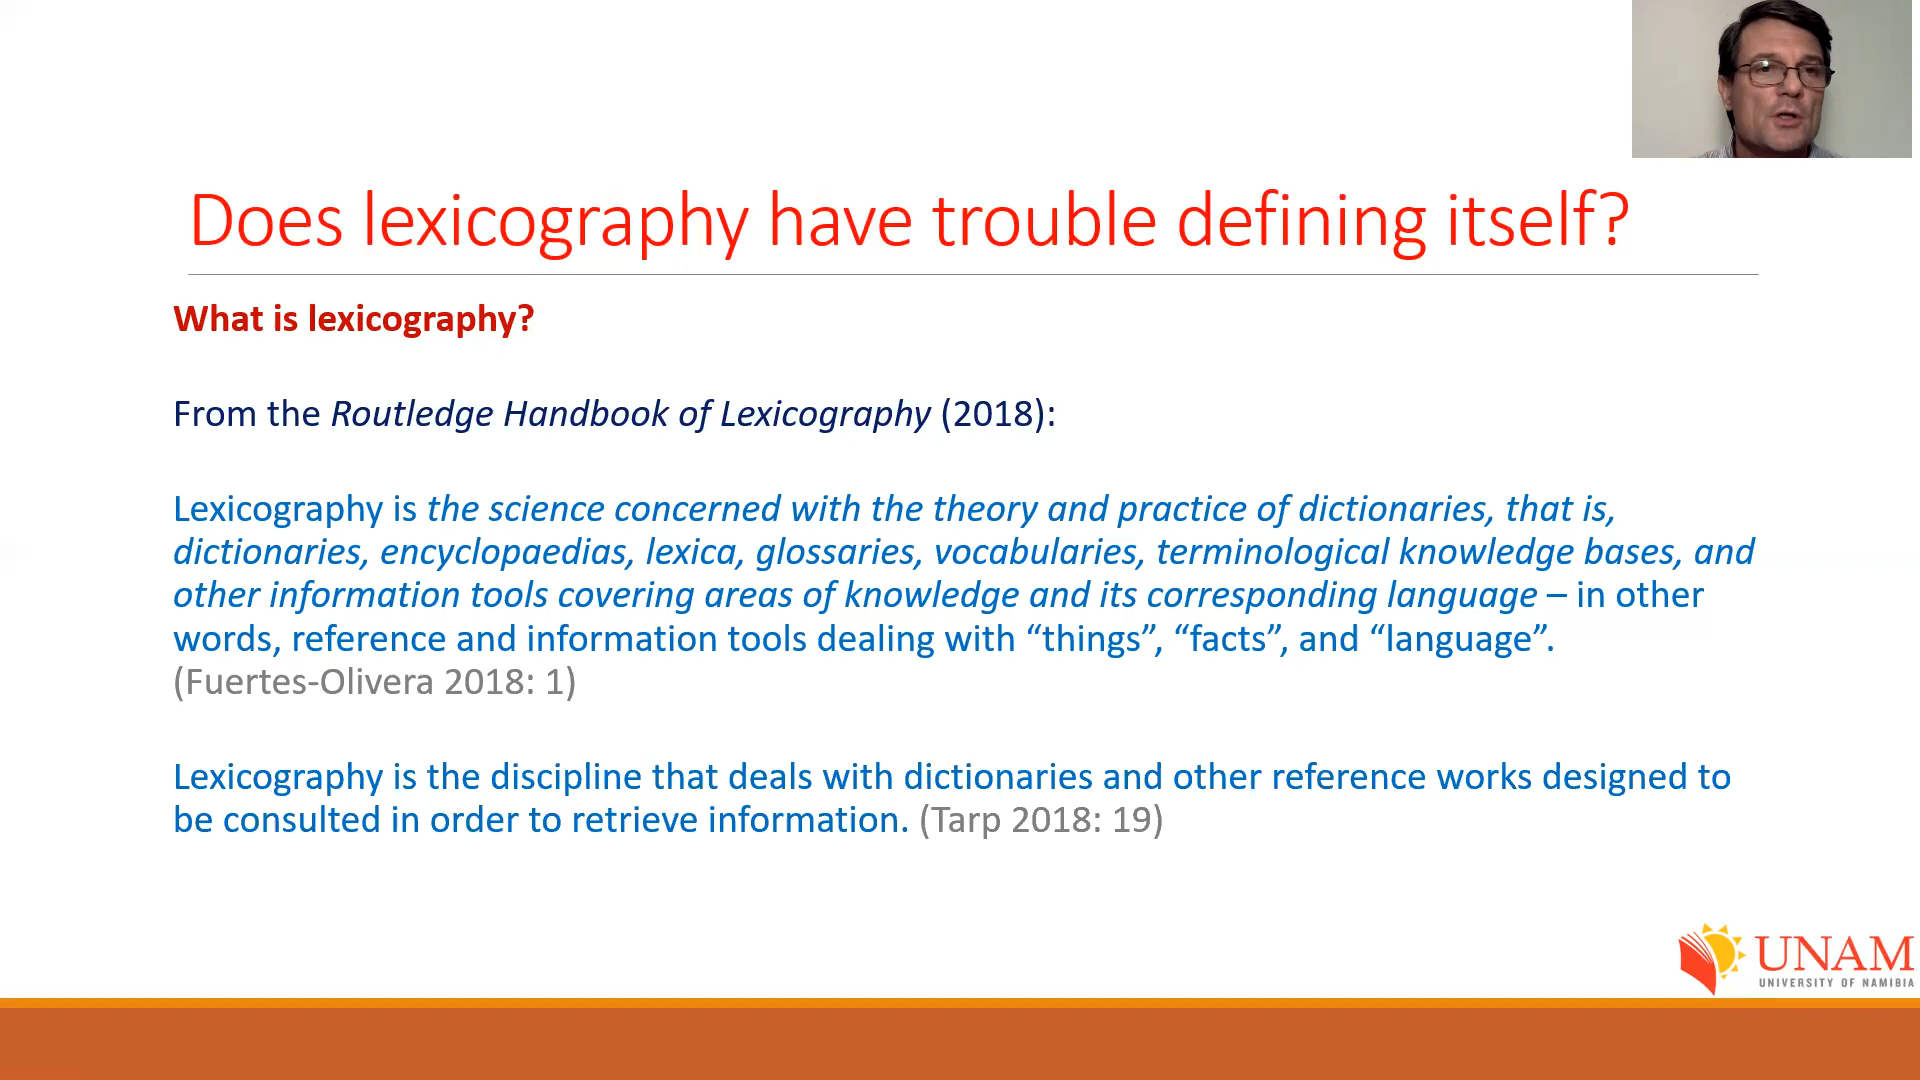 Does lexicography have trouble defining itself?
What is lexicography?
From the Routledge Handbook of Lexicography (2018):
Lexicography is the science concerned with the theory and practice of dictionaries, that is,
dictionaries, encyclopaedias, lexica, glossaries, vocabularies, terminological knowledge bases, and
other information tools covering areas of knowledge and its corresponding language – in other
words, reference and information tools dealing with “things”, “facts”, and “language”.
(Fuertes-Olivera 2018: 1)
Lexicography is the discipline that deals with dictionaries and other reference works designed to
be consulted in order to retrieve information. (Tarp 2018: 19)
UNAM
UNIVERSITY OF NAMIBIA